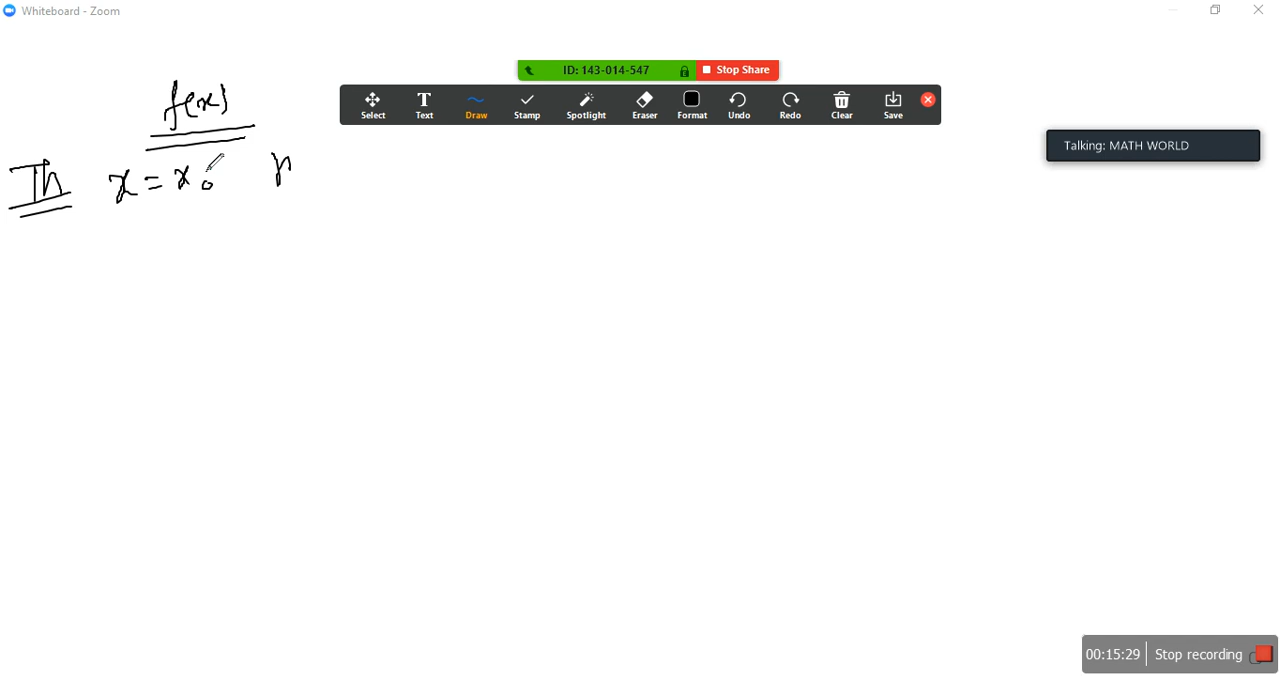 Whiteboard - Zoom
ID: 143-014-547
Stop Share
Select Text Draw Stamp Spotlight Eraser Format Undo Redo Clear Save
f(x)
Talking: MATH WORLD
Th x = x₀
00:15:29 Stop recording